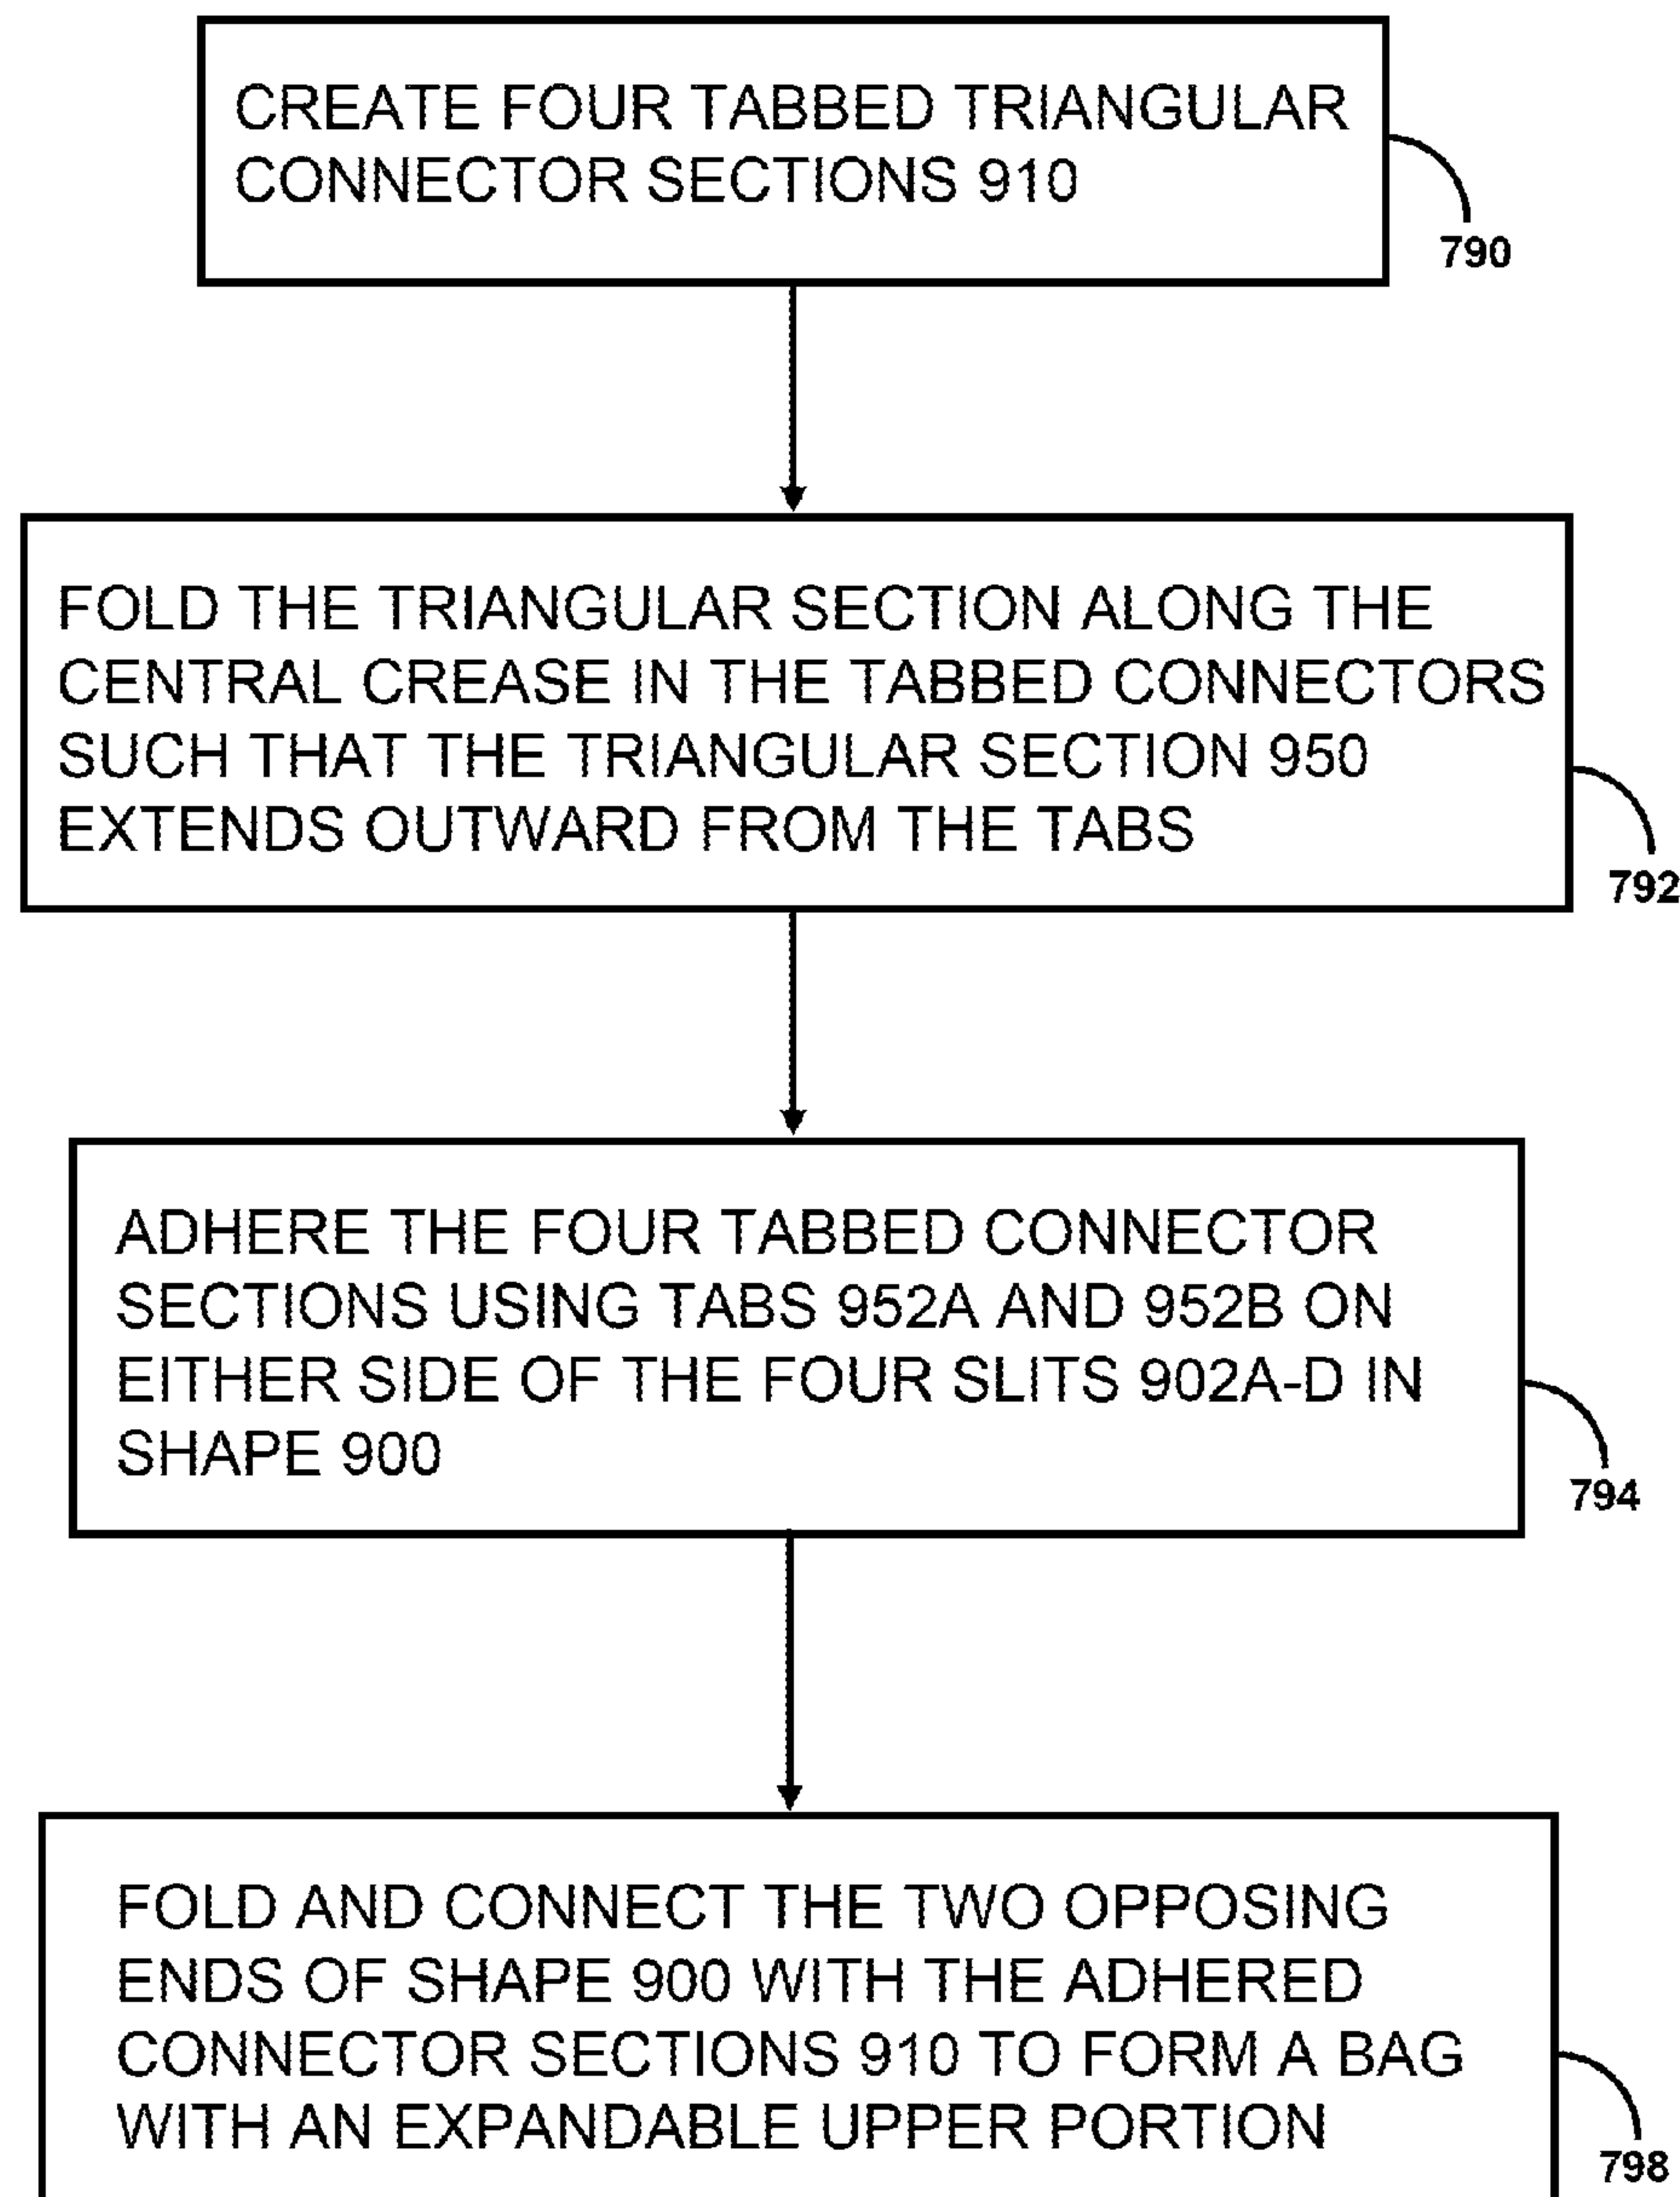 CREATE FOUR TABBED TRIANGULAR
CONNECTOR SECTIONS 910
790
FOLD THE TRIANGULAR SECTION ALONG THE
CENTRAL CREASE IN THE TABBED CONNECTORS
SUCH THAT THE TRIANGULAR SECTION 950
EXTENDS OUTWARD FROM THE TABS
792
ADHERE THE FOUR TABBED CONNECTOR
SECTIONS USING TABS 952A AND 952B ON
EITHER SIDE OF THE FOUR SLITS 902A-D IN
SHAPE 900
794
FOLD AND CONNECT THE TWO OPPOSING
ENDS OF SHAPE 900 WITH THE ADHERED
CONNECTOR SECTIONS 910 TO FORM A BAG
WITH AN EXPANDABLE UPPER PORTION
798